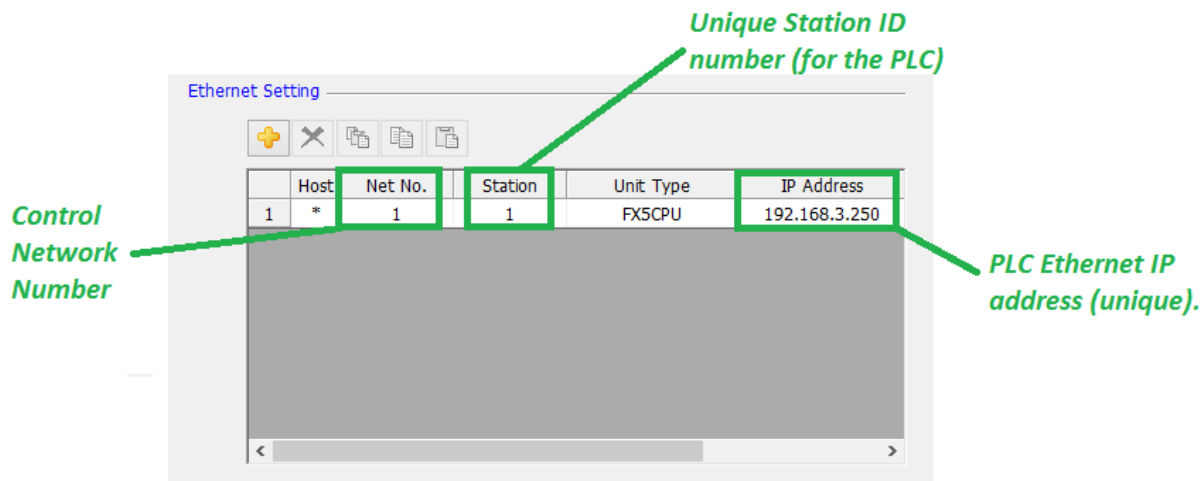 Unique Station ID
number (for the PLC)
Ethernet Setting
Host Net No. Station Unit Type IP Address
1 * 1 1 FX5CPU 192.168.3.250
Control
Network
Number
PLC Ethernet IP
address (unique).